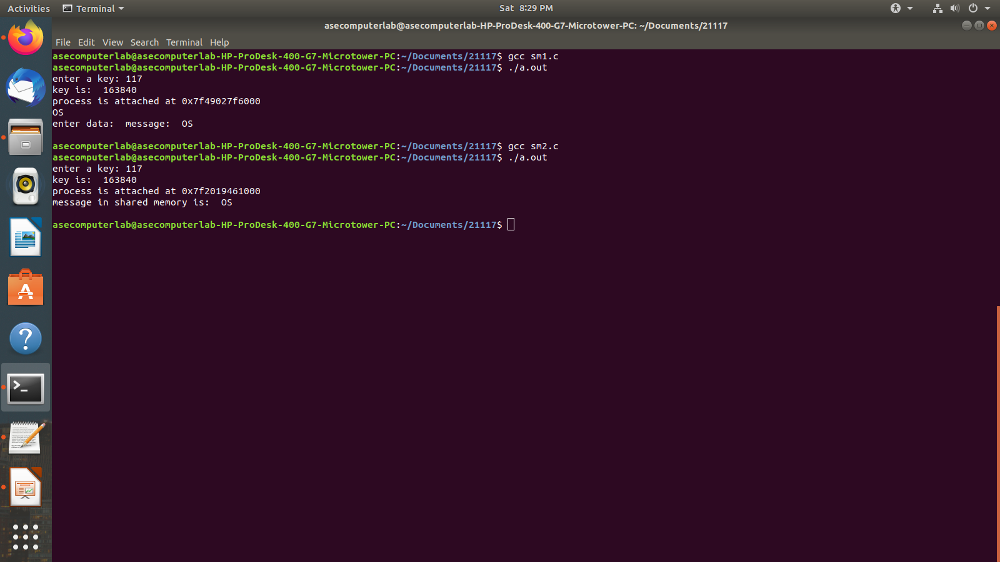 Activities Terminal Sat 8:29 PM
asecomputerlab@asecomputerlab-HP-ProDesk-400-G7-Microtower-PC: ~/Documents/21117
File Edit View Search Terminal Help
asecomputerlab@asecomputerlab-HP-ProDesk-400-G7-Microtower-PC:~/Documents/21117$ gcc sm1.c
asecomputerlab@asecomputerlab-HP-ProDesk-400-G7-Microtower-PC:~/Documents/21117$ ./a.out
enter a key: 117
key is:  163840
process is attached at 0x7f49027f6000
OS
enter data:  message:  OS
asecomputerlab@asecomputerlab-HP-ProDesk-400-G7-Microtower-PC:~/Documents/21117$ gcc sm2.c
asecomputerlab@asecomputerlab-HP-ProDesk-400-G7-Microtower-PC:~/Documents/21117$ ./a.out
enter a key: 117
key is:  163840
process is attached at 0x7f2019461000
message in shared memory is:  OS
asecomputerlab@asecomputerlab-HP-ProDesk-400-G7-Microtower-PC:~/Documents/21117$